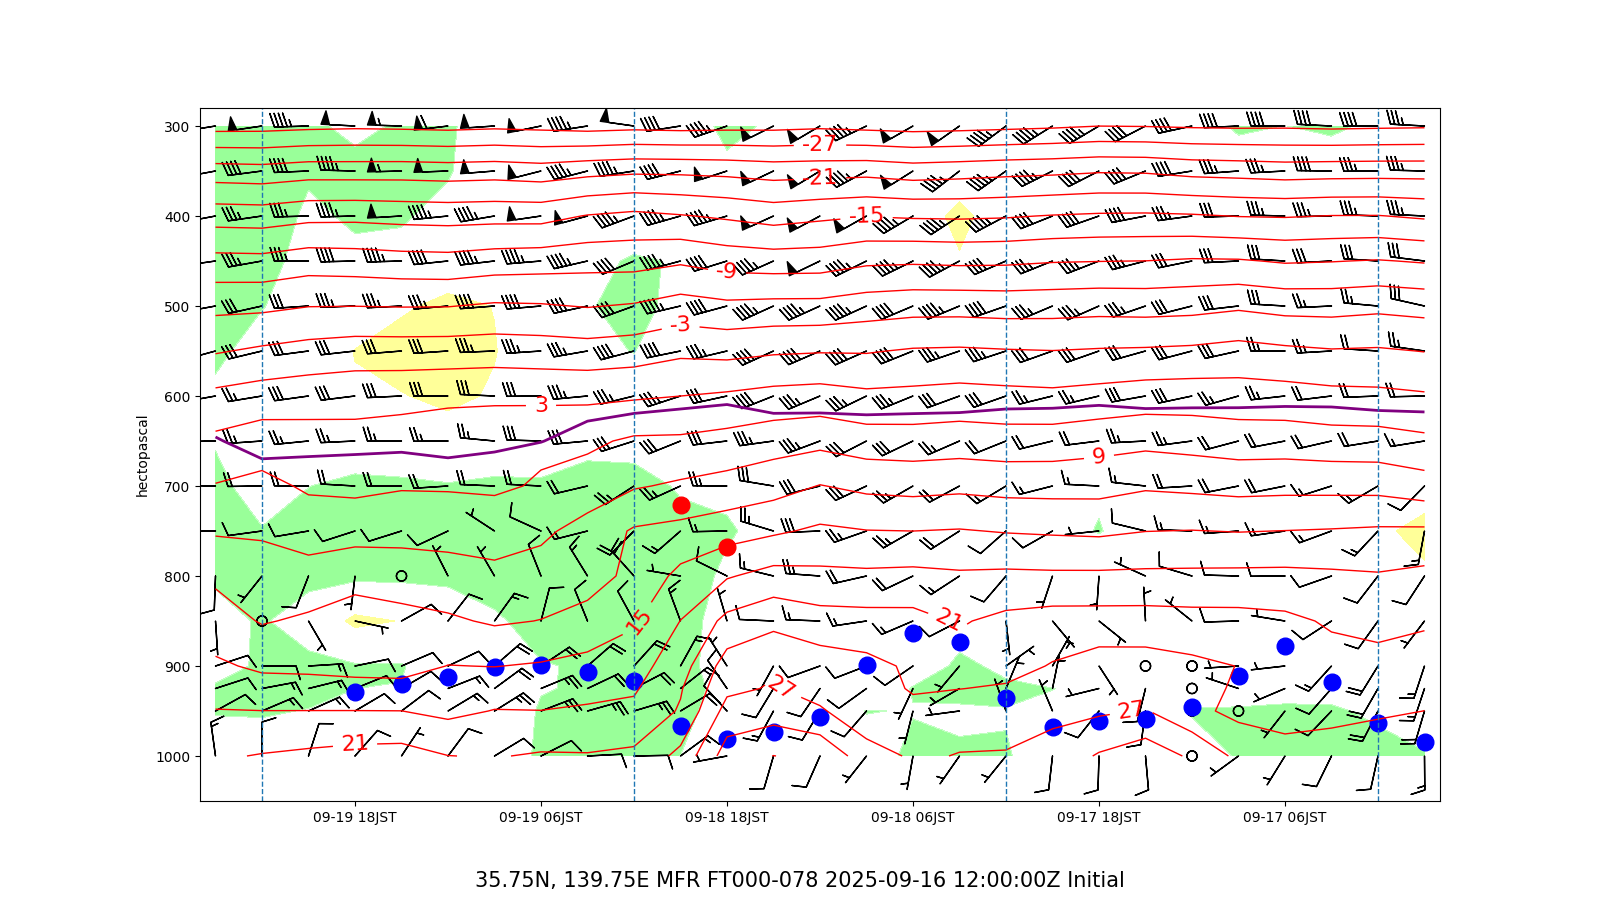 hectopascal
300
400
500
600
700
800
900
1000
-27
-21
-15
-9
-3
3
9
15
21
27
27
21
09-19 18JST
09-19 06JST
09-18 18JST
09-18 06JST
09-17 18JST
09-17 06JST
35.75N, 139.75E MFR FT000-078 2025-09-16 12:00:00Z Initial